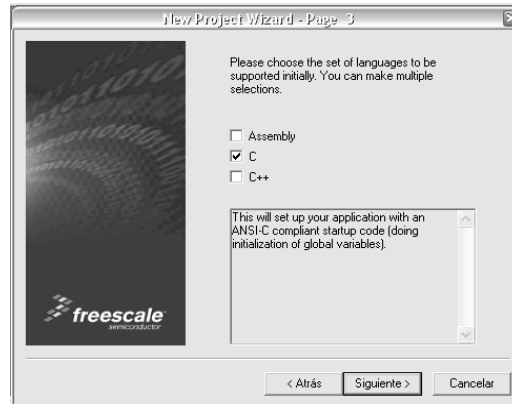 New Project Wizard - Page 3
Please choose the set of languages to be
supported initially. You can make multiple
selections.
Assembly
C
C++
This will set up your application with an
ANSI-C compliant startup code (doing
initialization of global variables).
freescale
semiconductor
< Atrás
Siguiente >
Cancelar